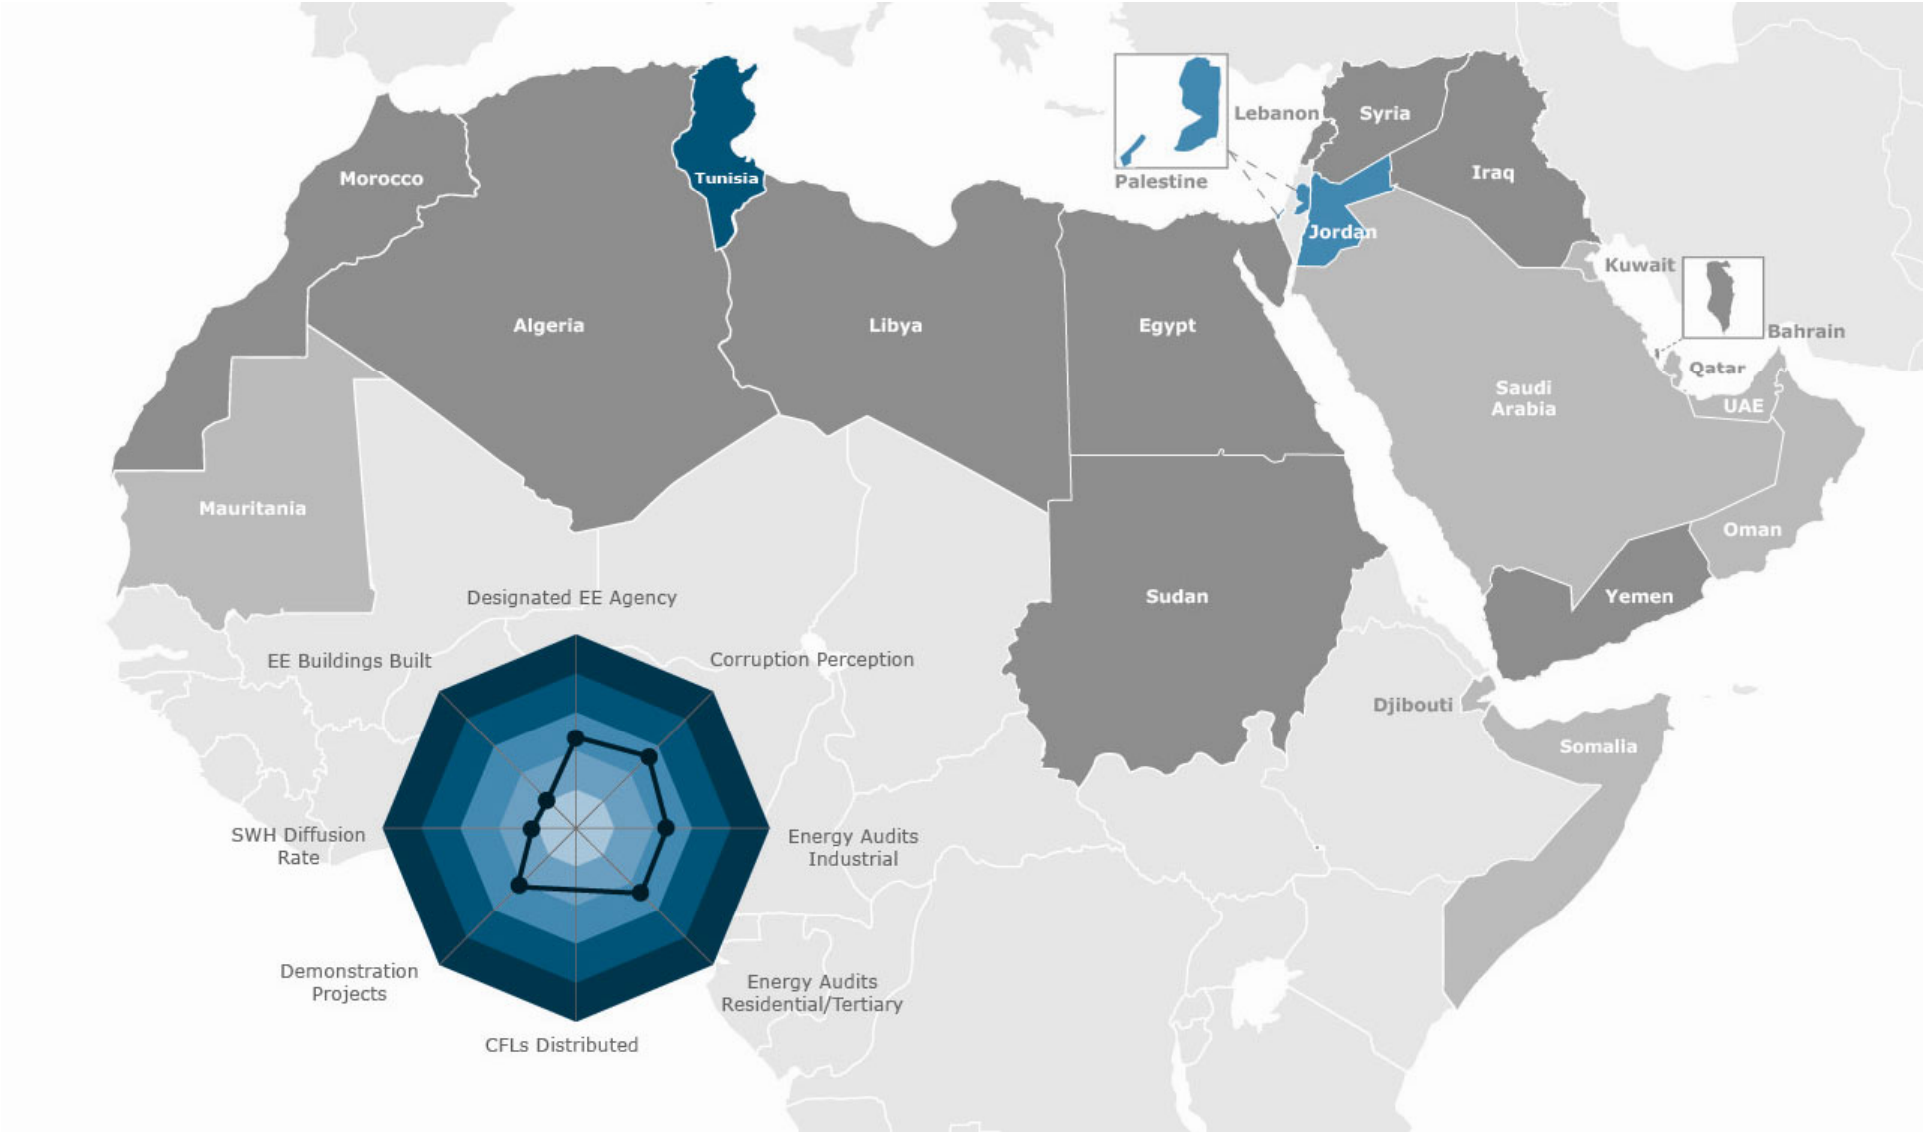 Lebanon
Syria
Morocco
Tunisia
Palestine
Iraq
Jordan
Kuwait
Algeria
Libya
Egypt
Bahrain
Qatar
Saudi
Arabia
UAE
Mauritania
Oman
Sudan
Yemen
Djibouti
Somalia
Designated EE Agency
EE Buildings Built
Corruption Perception
SWH Diffusion
Rate
Energy Audits
Industrial
Demonstration
Projects
Energy Audits
Residential/Tertiary
CFLs Distributed